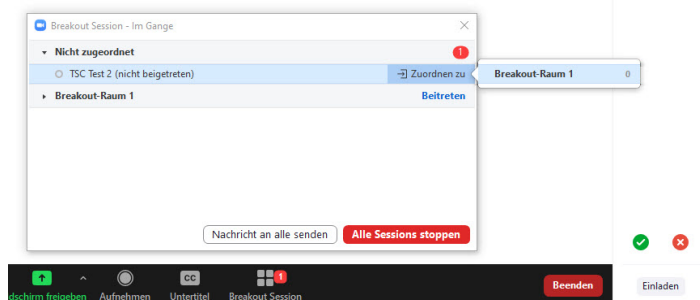 Breakout Session - Im Gange
Nicht zugeordnet 1
TSC Test 2 (nicht beigetreten) Zuordnen zu Breakout-Raum 1 0
Breakout-Raum 1 Beitreten
Nachricht an alle senden Alle Sessions stoppen
CC 1
dschirm freigeben Aufnehmen Untertitel Breakout Session Beenden Einladen